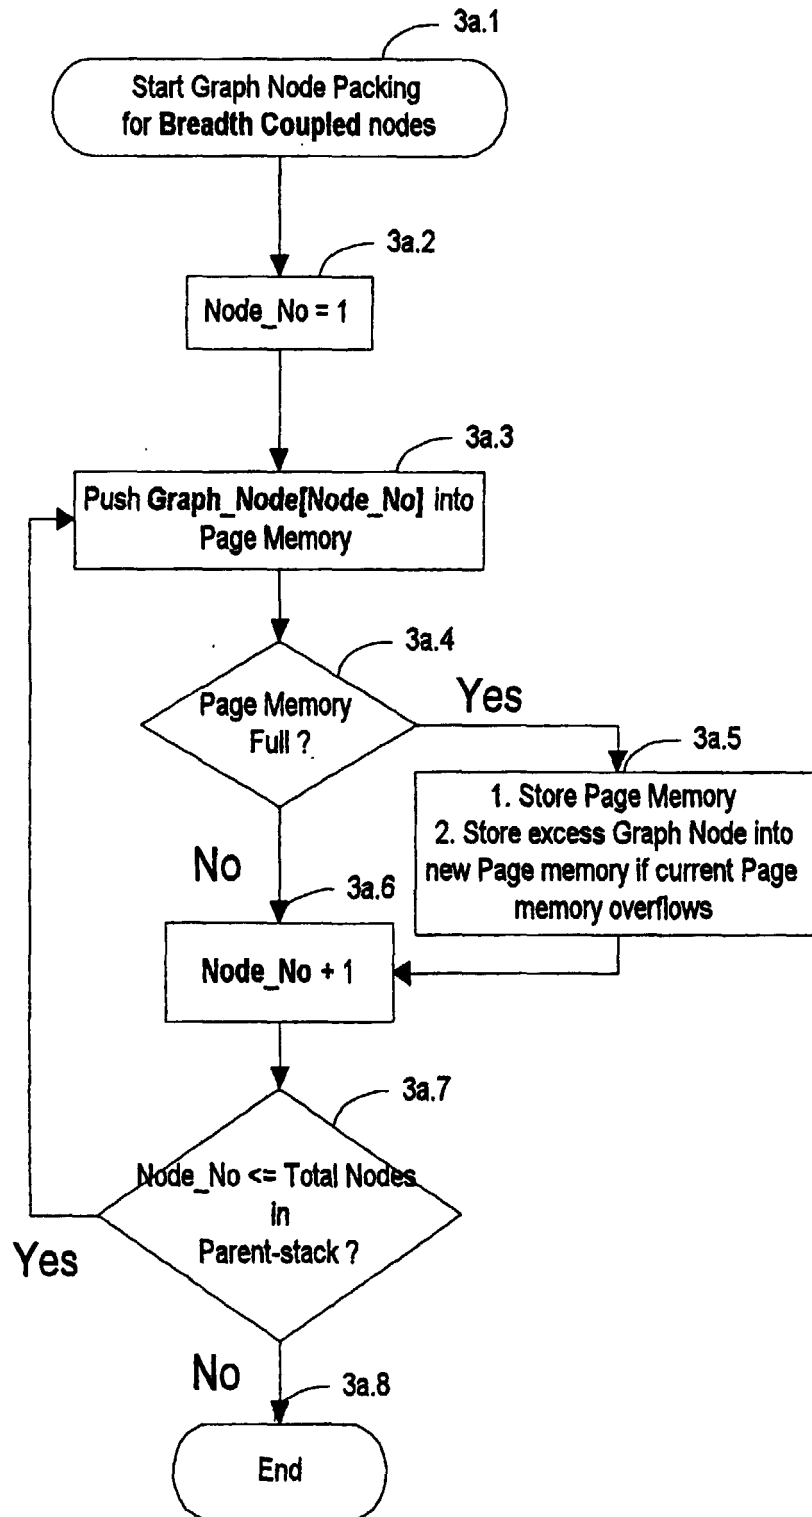 3a.1
Start Graph Node Packing
for Breadth Coupled nodes
3a.2
Node_No = 1
3a.3
Push Graph_Node[Node_No] into
Page Memory
3a.4
Page Memory
Full ?
Yes
3a.5
1. Store Page Memory
2. Store excess Graph Node into
new Page memory if current Page
memory overflows
No
3a.6
Node_No + 1
3a.7
Node_No <= Total Nodes
in
Parent-stack ?
Yes
No
3a.8
End